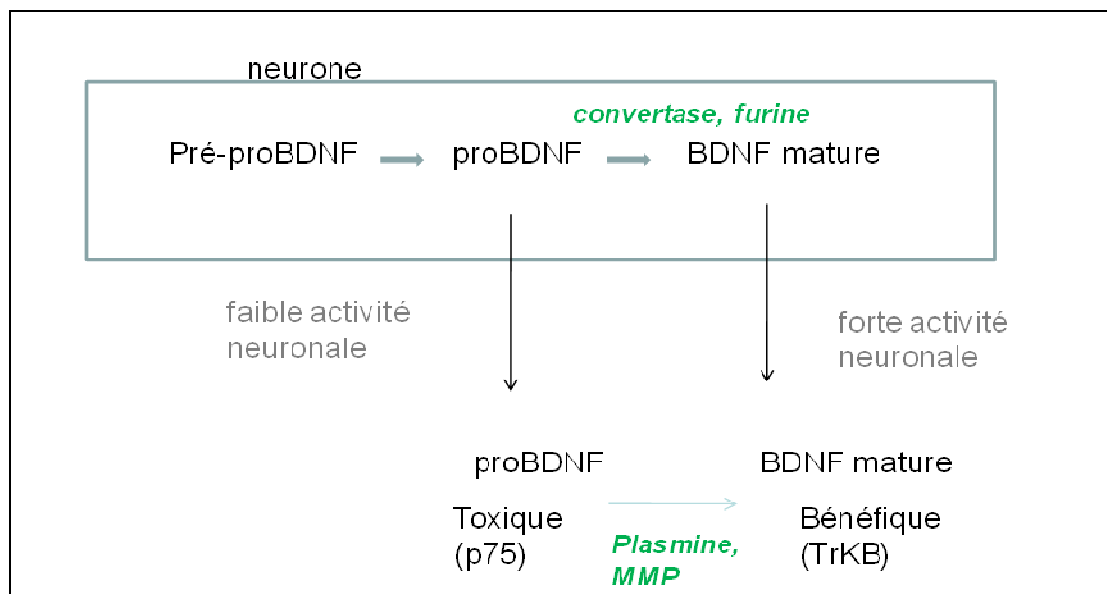 neurone
convertase, furine
Pré-proBDNF proBDNF BDNF mature
faible activité
neuronale
forte activité
neuronale
proBDNF BDNF mature
Toxique
(p75)
Plasmine,
MMP
Bénéfique
(TrKB)